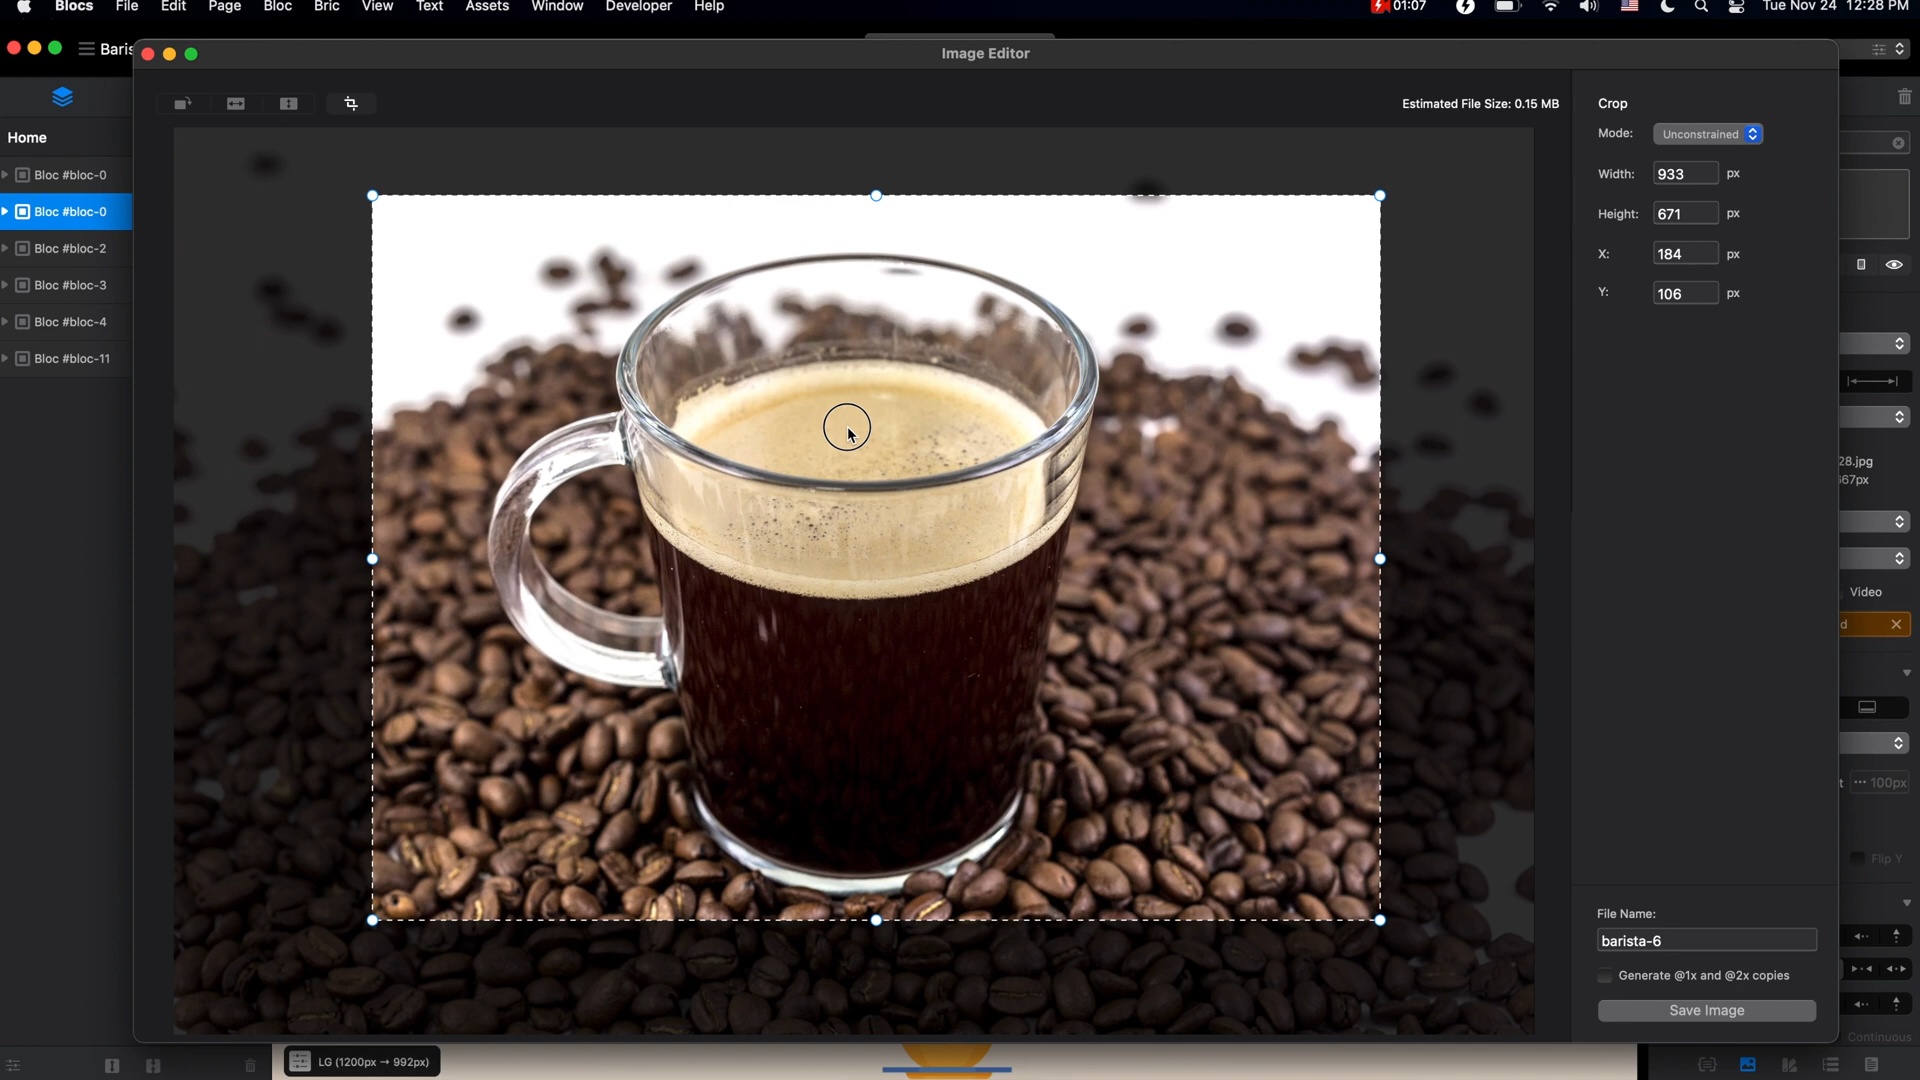 Blocs File Edit Page Bloc Bric View Text Assets Window Developer Help 01:07 Tue Nov 24 12:28 PM
Image Editor
Estimated File Size: 0.15 MB
Crop
Mode: Unconstrained
Width: 933 px
Height: 671 px
X: 184 px
Y: 106 px
File Name:
barista-6
Generate @1x and @2x copies
Save Image
Home
Bloc #bloc-0
Bloc #bloc-0
Bloc #bloc-2
Bloc #bloc-3
Bloc #bloc-4
Bloc #bloc-11
28.jpg
67px
Video
d
t 100px
Flip Y
Continuous
LG (1200px → 992px)